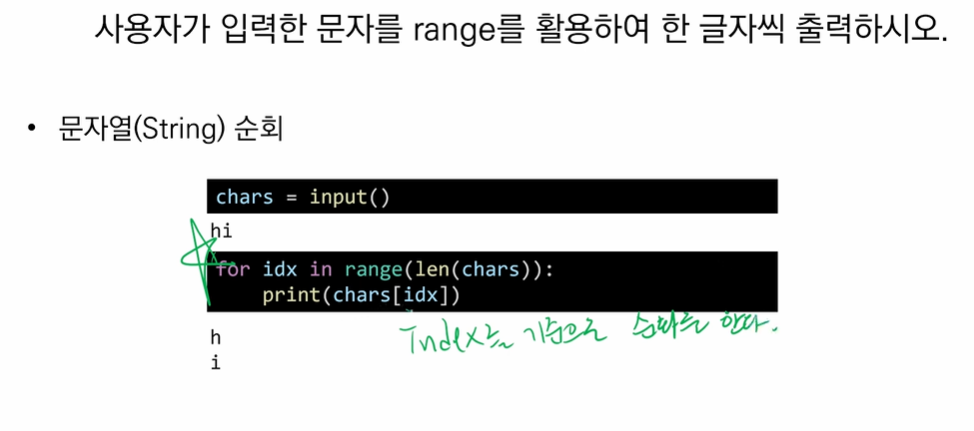 사용자가 입력한 문자를 range를 활용하여 한 글자씩 출력하시오.
• 문자열(String) 순회
chars = input()
hi
for idx in range(len(chars)):
    print(chars[idx])
Index를 기준으로 순회를 한다.
h
i